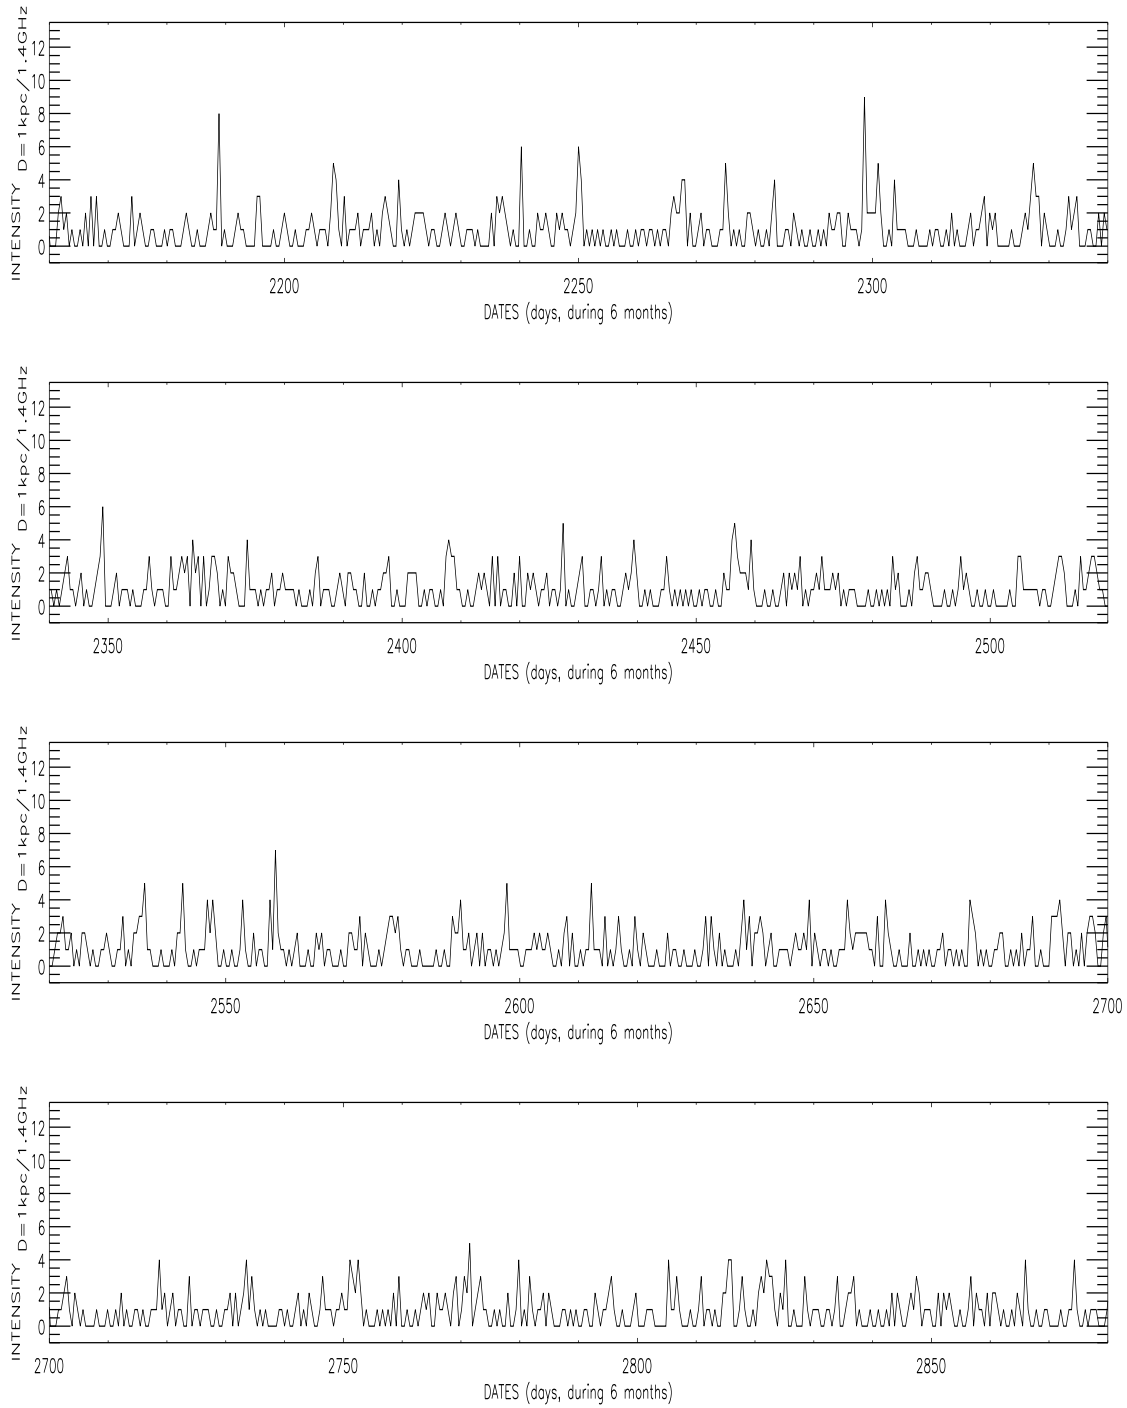 INTENSITY D=1kpc/1.4GHz
12
10
8
6
4
2
0
2200 2250 2300
DATES (days, during 6 months)
INTENSITY D=1kpc/1.4GHz
12
10
8
6
4
2
0
2350 2400 2450 2500
DATES (days, during 6 months)
INTENSITY D=1kpc/1.4GHz
12
10
8
6
4
2
0
2550 2600 2650 2700
DATES (days, during 6 months)
INTENSITY D=1kpc/1.4GHz
12
10
8
6
4
2
0
2700 2750 2800 2850
DATES (days, during 6 months)